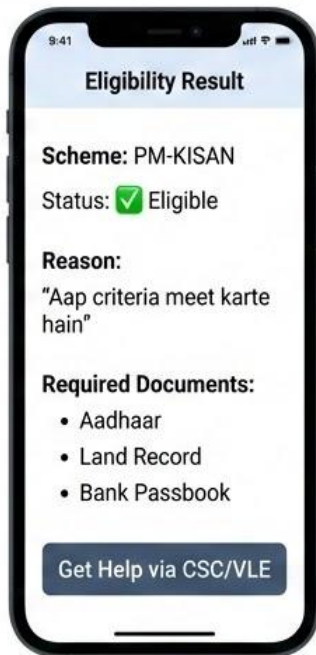 9:41
Eligibility Result
Scheme: PM-KISAN
Status: ✅ Eligible
Reason:
“Aap criteria meet karte
hain”
Required Documents:
• Aadhaar
• Land Record
• Bank Passbook
Get Help via CSC/VLE